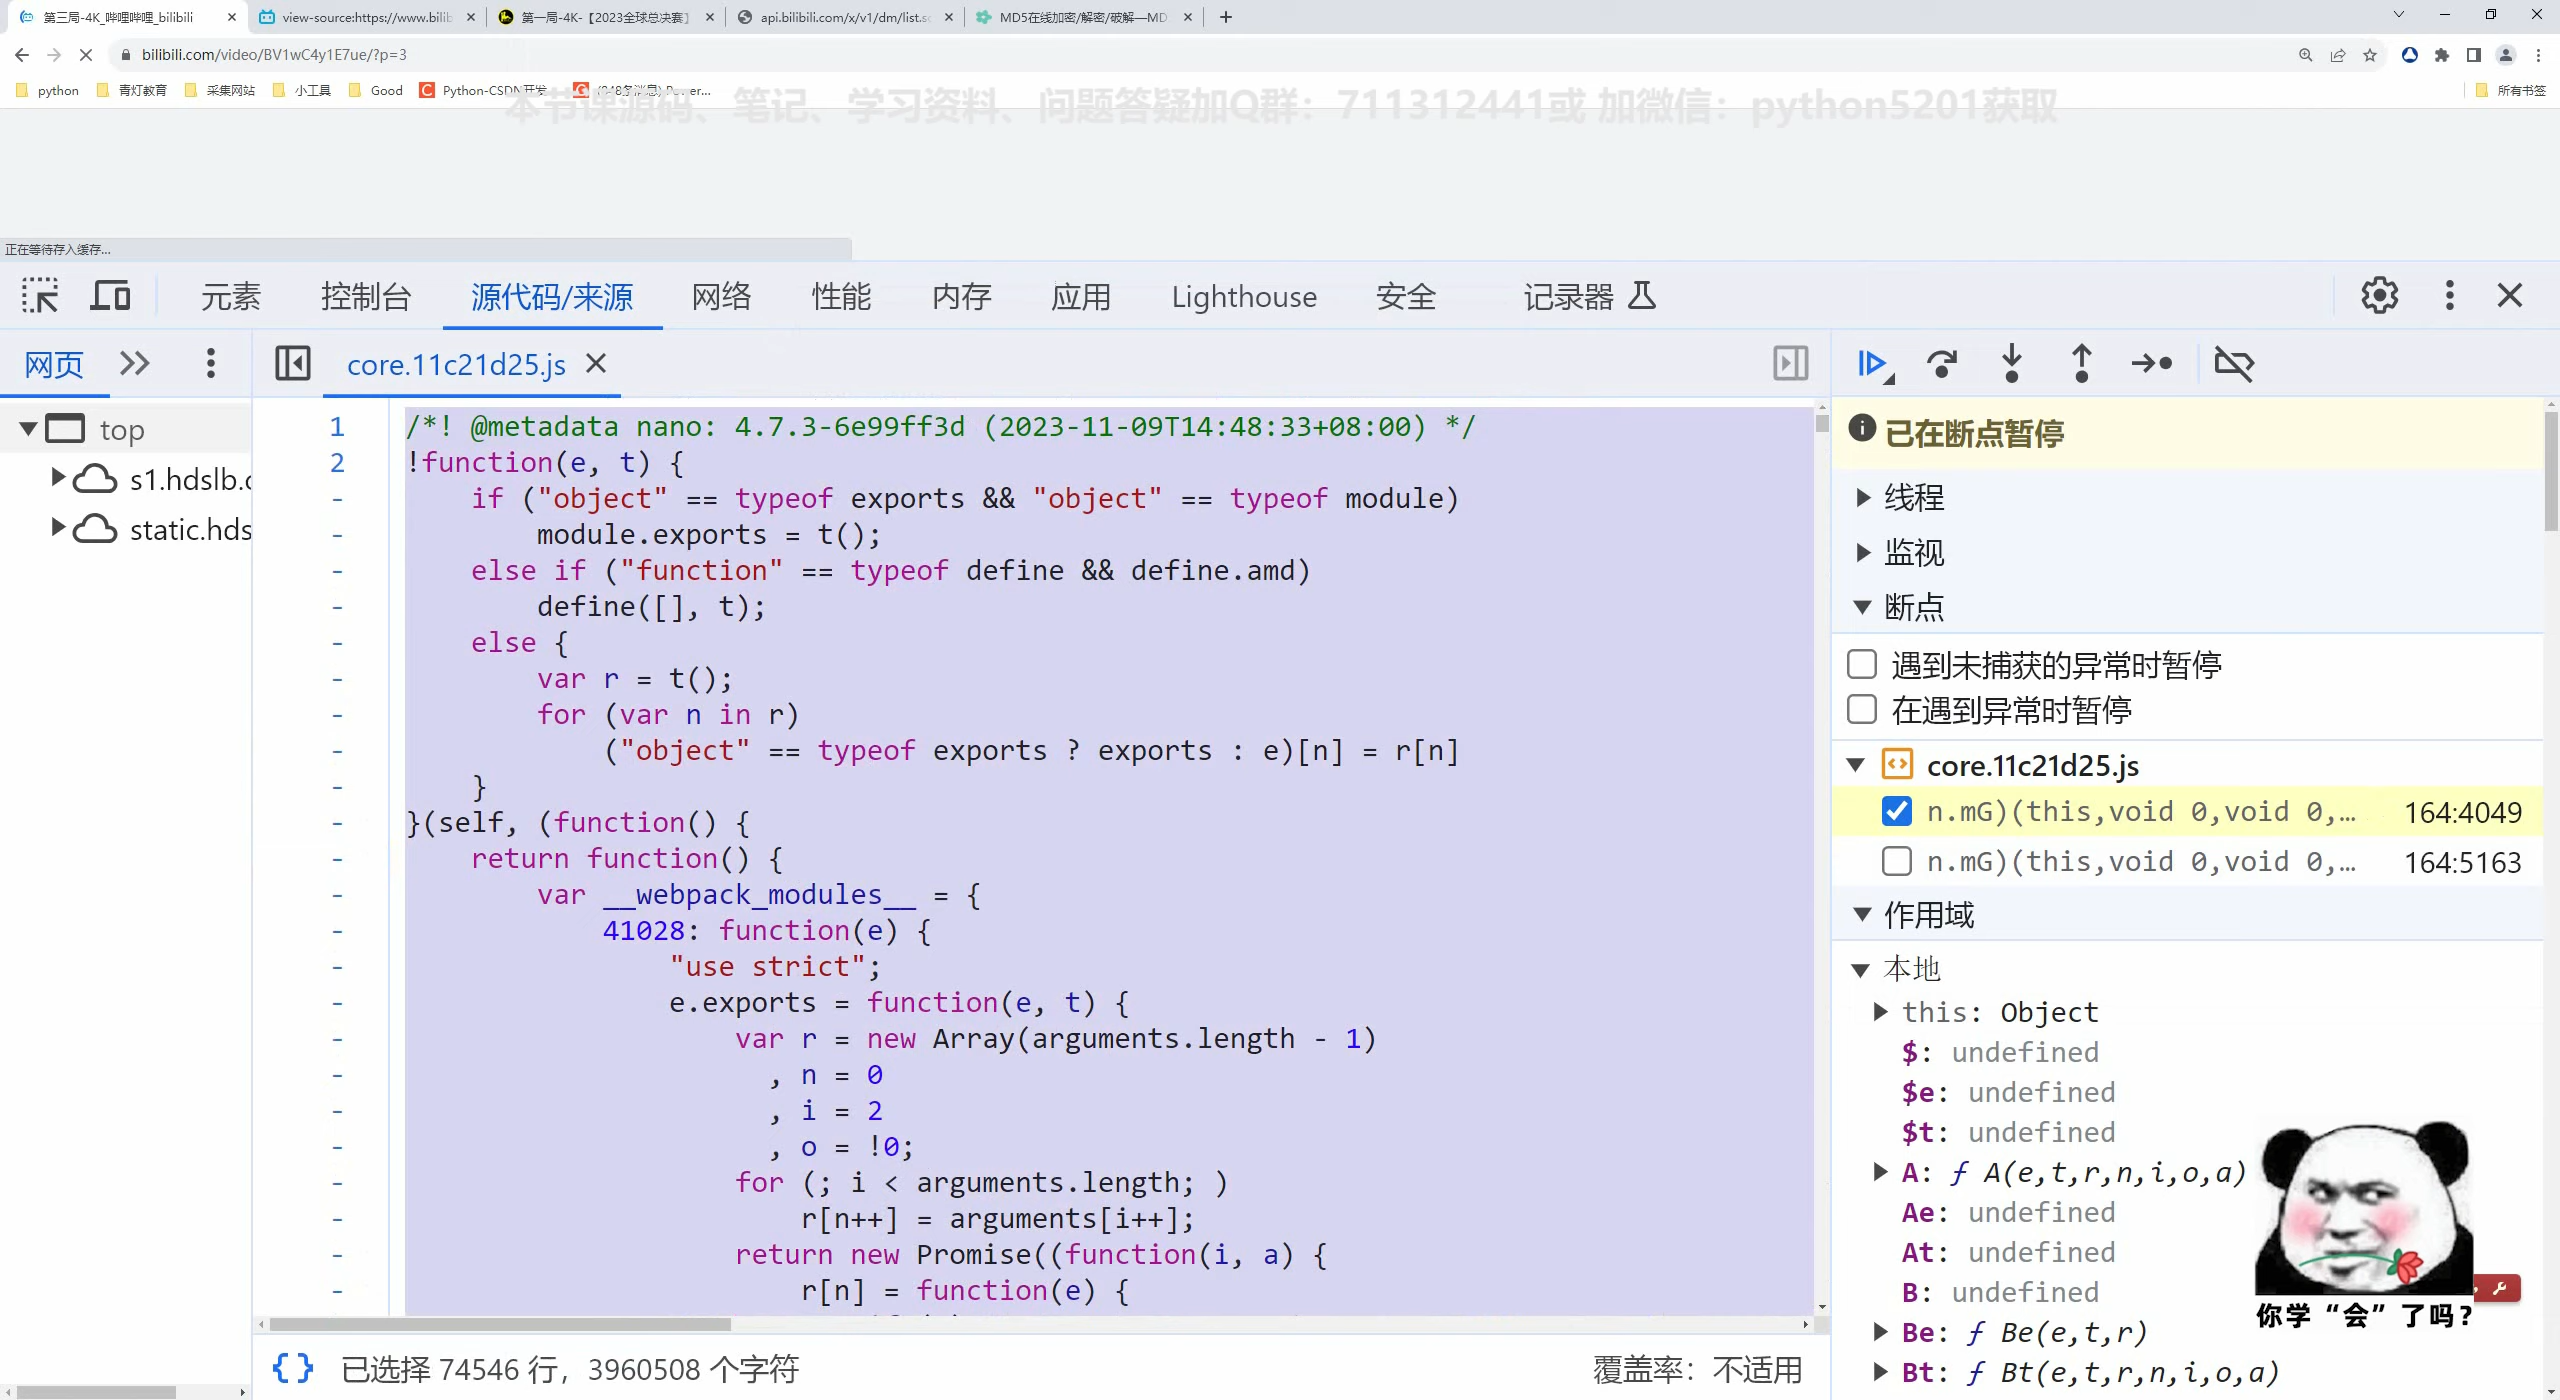 第三局-4K_哔哩哔哩_bilibili
view-source:https://www.bilib
第一局-4K-【2023全球总决赛】
api.bilibili.com/x/v1/dm/list.so
MD5在线加密/解密/破解—MD
bilibili.com/video/BV1wC4y1E7ue/?p=3
python
青灯教育
采集网站
小工具
Good
Python-CSDN开发
所有书签
本节课源码、笔记、学习资料、问题答疑加Q群：711312441或 加微信：python5201获取
正在等待存入缓存...
元素 控制台 源代码/来源 网络 性能 内存 应用 Lighthouse 安全 记录器
网页
core.11c21d25.js
top
s1.hdslb.c
static.hds
1 /*! @metadata nano: 4.7.3-6e99ff3d (2023-11-09T14:48:33+08:00) */
2 !function(e, t) {
- if ("object" == typeof exports && "object" == typeof module)
- module.exports = t();
- else if ("function" == typeof define && define.amd)
- define([], t);
- else {
- var r = t();
- for (var n in r)
- ("object" == typeof exports ? exports : e)[n] = r[n]
- }
- }(self, (function() {
- return function() {
- var __webpack_modules__ = {
- 41028: function(e) {
- "use strict";
- e.exports = function(e, t) {
- var r = new Array(arguments.length - 1)
- , n = 0
- , i = 2
- , o = !0;
- for (; i < arguments.length; )
- r[n++] = arguments[i++];
- return new Promise((function(i, a) {
- r[n] = function(e) {
{} 已选择 74546 行，3960508 个字符
覆盖率：不适用
已在断点暂停
线程
监视
断点
遇到未捕获的异常时暂停
在遇到异常时暂停
core.11c21d25.js
n.mG)(this,void 0,void 0,… 164:4049
n.mG)(this,void 0,void 0,… 164:5163
作用域
本地
this: Object
$: undefined
$e: undefined
$t: undefined
A: ƒ A(e,t,r,n,i,o,a)
Ae: undefined
At: undefined
B: undefined
Be: ƒ Be(e,t,r)
Bt: ƒ Bt(e,t,r,n,i,o,a)
你学“会”了吗?